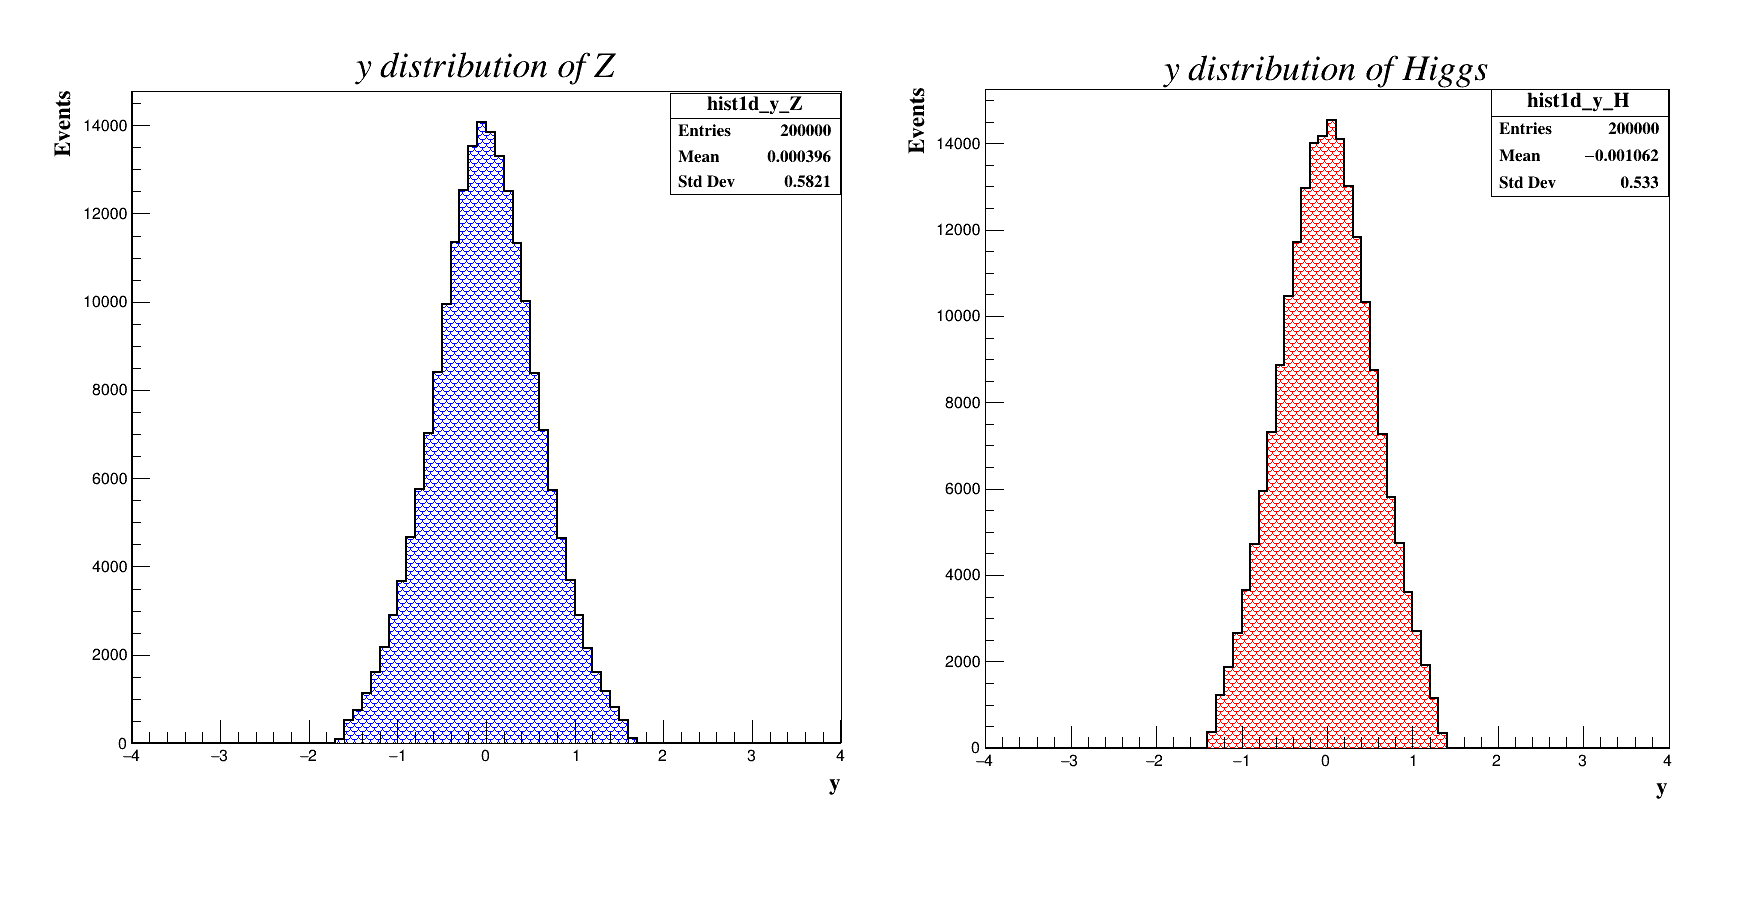 y distribution of Z
Events
hist1d_y_Z
Entries 200000
Mean 0.000396
Std Dev 0.5821
14000
12000
10000
8000
6000
4000
2000
0
−4 −3 −2 −1 0 1 2 3 4
y
y distribution of Higgs
Events
hist1d_y_H
Entries 200000
Mean −0.001062
Std Dev 0.533
14000
12000
10000
8000
6000
4000
2000
0
−4 −3 −2 −1 0 1 2 3 4
y